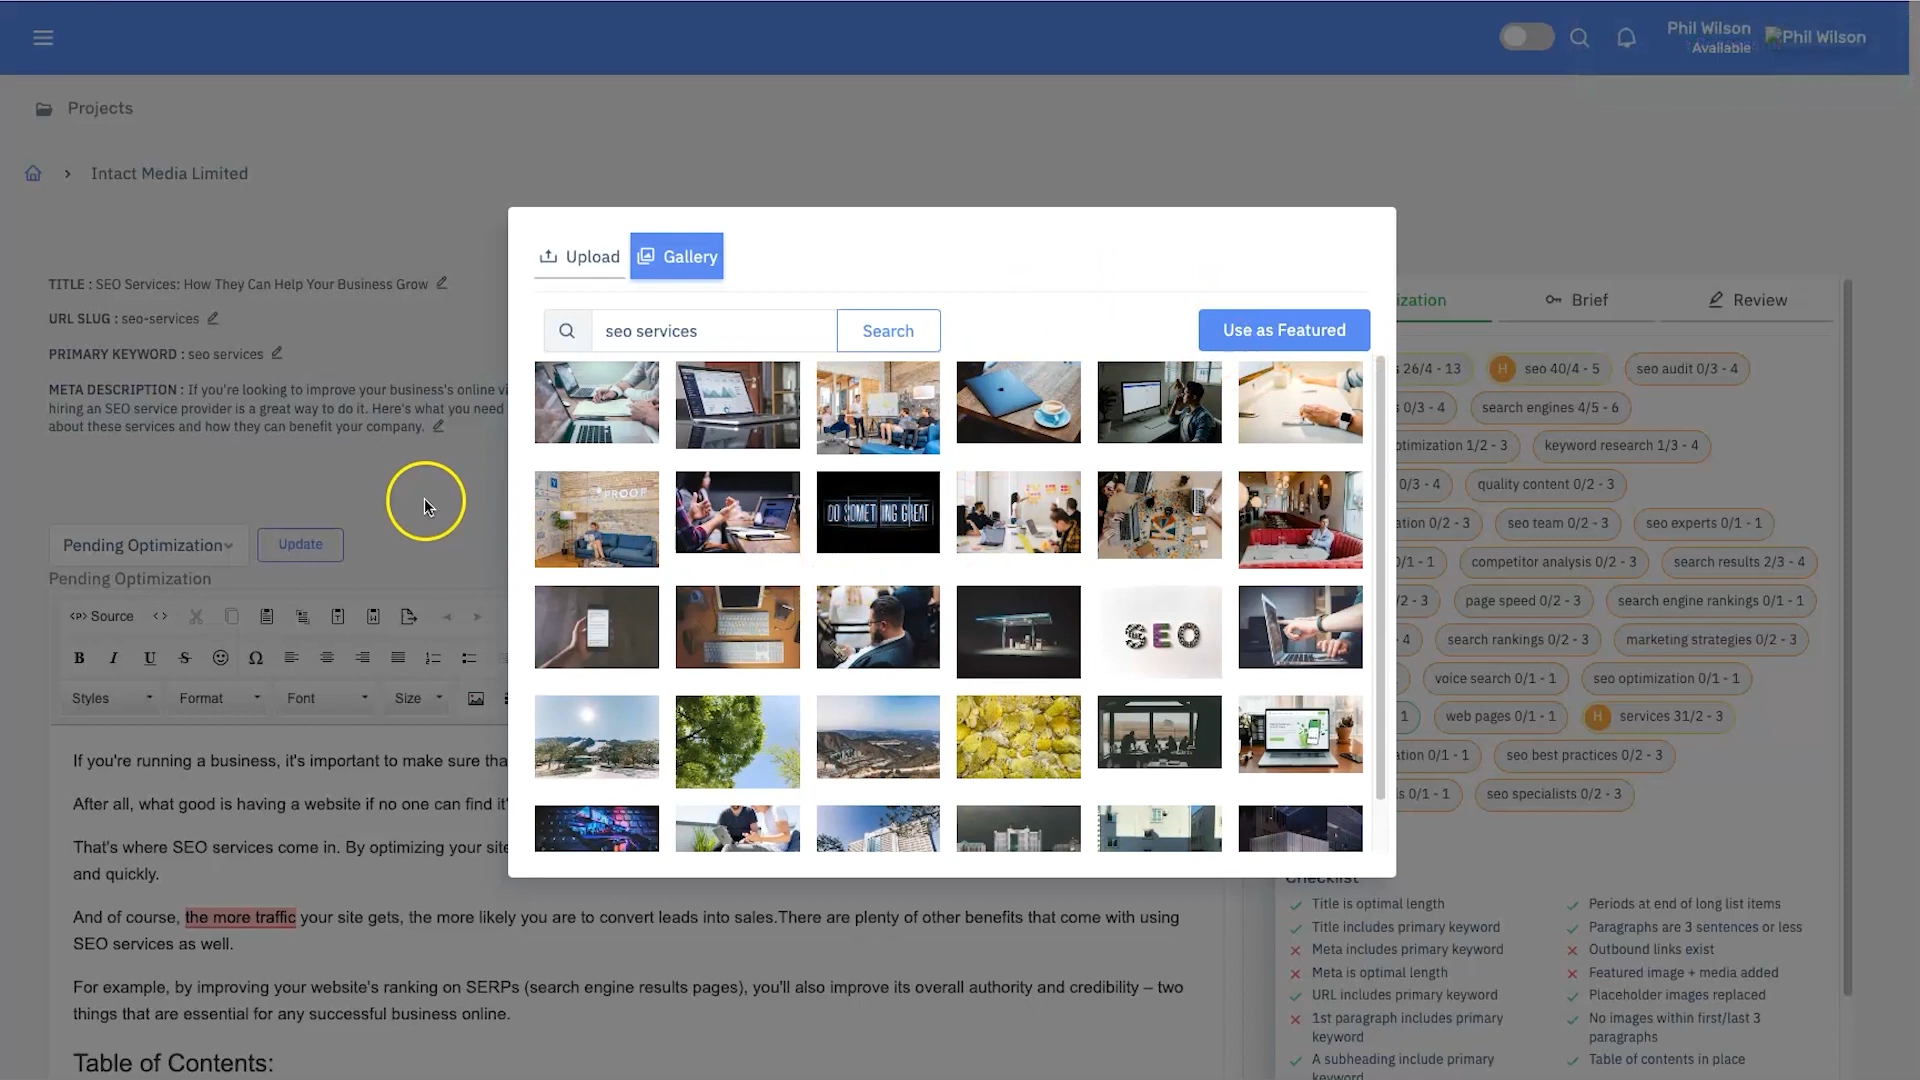 Phil Wilson
Available
Phil Wilson
Projects
Intact Media Limited
TITLE : SEO Services: How They Can Help Your Business Grow
URL SLUG : seo-services
PRIMARY KEYWORD : seo services
META DESCRIPTION : If you're looking to improve your business's online
hiring an SEO service provider is a great way to do it. Here's what you need
about these services and how they can benefit your company.
Pending Optimization
Update
Pending Optimization
Source
B I U S
Styles
Format
Font
Size
If you're running a business, it's important to make sure
After all, what good is having a website if no one can find
That's where SEO services come in. By optimizing your site
and quickly.
And of course, the more traffic your site gets, the more likely you are to convert leads into sales.There are plenty of other benefits that come with using
SEO services as well.
For example, by improving your website's ranking on SERPs (search engine results pages), you'll also improve its overall authority and credibility – two
things that are essential for any successful business online.
Table of Contents:
Upload
Gallery
seo services
Search
Use as Featured
PROOF
DO SOMETHING GREAT
SEO
Brief
Review
26/4 - 13
H seo 40/4 - 5
seo audit 0/3 - 4
0/3 - 4
search engines 4/5 - 6
1/2 - 3
keyword research 1/3 - 4
0/3 - 4
quality content 0/2 - 3
0/2 - 3
seo team 0/2 - 3
seo experts 0/1 - 1
competitor analysis 0/2 - 3
search results 2/3 - 4
page speed 0/2 - 3
search engine rankings 0/1 - 1
search rankings 0/2 - 3
marketing strategies 0/2 - 3
voice search 0/1 - 1
seo optimization 0/1 - 1
web pages 0/1 - 1
H services 31/2 - 3
0/1 - 1
seo best practices 0/2 - 3
0/1 - 1
seo specialists 0/2 - 3
Checklist
Title is optimal length
Title includes primary keyword
Meta includes primary keyword
Meta is optimal length
URL includes primary keyword
1st paragraph includes primary
keyword
A subheading include primary
keyword
Periods at end of long list items
Paragraphs are 3 sentences or less
Outbound links exist
Featured image + media added
Placeholder images replaced
No images within first/last 3
paragraphs
Table of contents in place